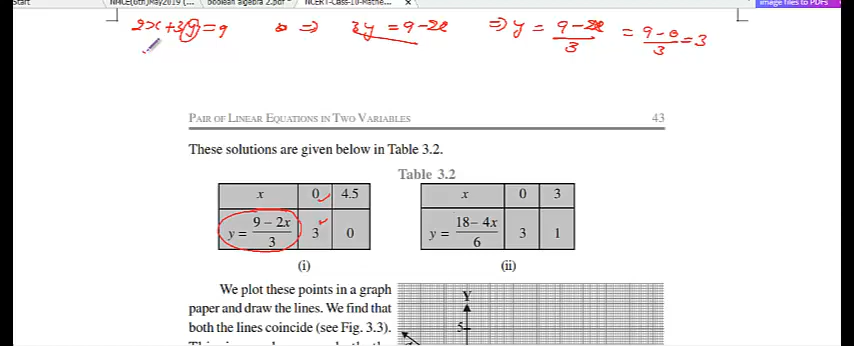 Start NMCE(6th)May2019 (... boolean algebra 2.pdf * NCERT-Class-10-Mathe... × image files to PDFs
2x+3y=9 ⇒ 3y = 9-2x ⇒ y = 9-2x/3 = 9-0/3 = 3
PAIR OF LINEAR EQUATIONS IN TWO VARIABLES 43
These solutions are given below in Table 3.2.
Table 3.2
x 0 4.5 x 0 3
y = 9 – 2x/3 3 0 y = 18 – 4x/6 3 1
(i) (ii)
We plot these points in a graph
paper and draw the lines. We find that
both the lines coincide (see Fig. 3.3).
Y
5